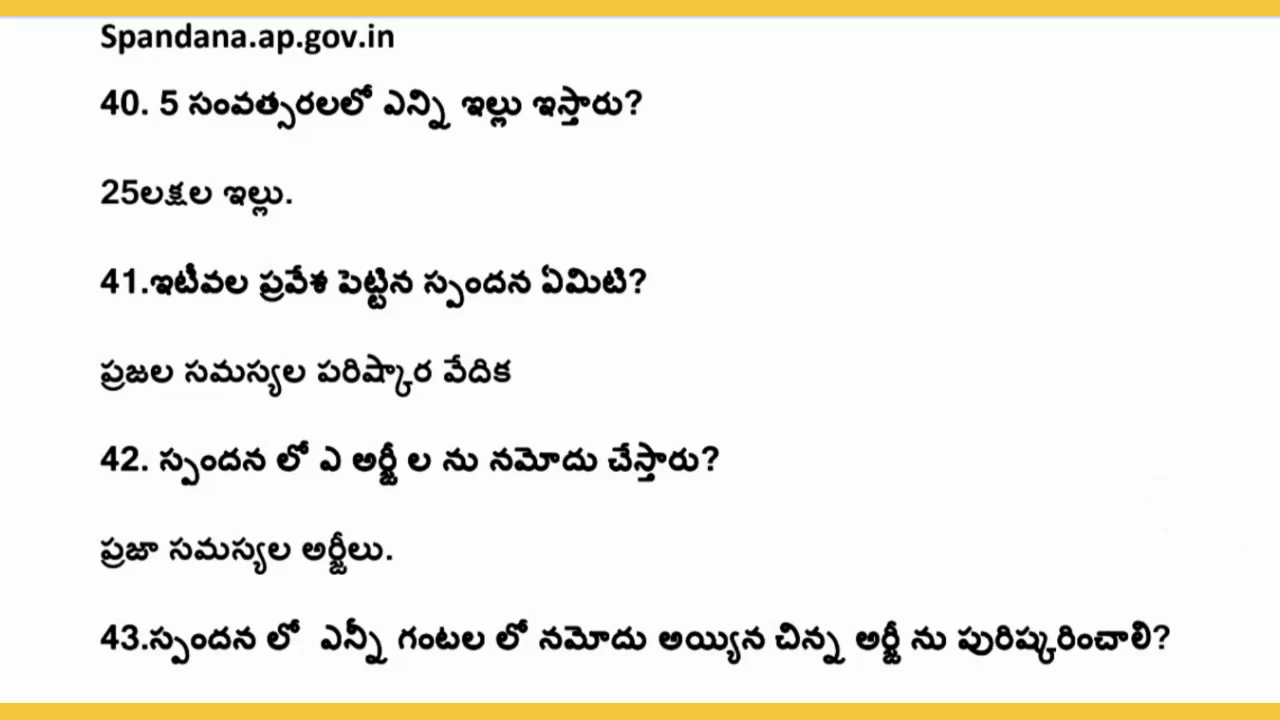 Spandana.ap.gov.in
40. 5 సంవత్సరలలో ఎన్ని ఇల్లు ఇస్తారు?
25లక్షల ఇల్లు.
41.ఇటీవల ప్రవేశ పెట్టిన స్పందన ఏమిటి?
ప్రజల సమస్యల పరిష్కార వేదిక
42. స్పందన లో ఎ అర్జీ ల ను నమోదు చేస్తారు?
ప్రజా సమస్యల అర్జీలు.
43.స్పందన లో ఎన్నీ గంటల లో నమోదు అయ్యిన చిన్న అర్జీ ను పురిష్కరించాలి?